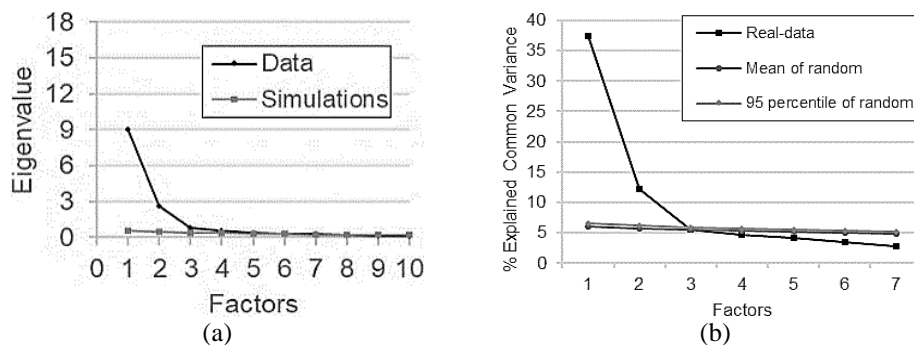 18
15
12
9
6
3
0
Eigenvalue
Data
Simulations
0 1 2 3 4 5 6 7 8 9 10
Factors
(a)
40
35
30
25
20
15
10
5
0
% Explained Common Variance
Real-data
Mean of random
95 percentile of random
1 2 3 4 5 6 7
Factors
(b)